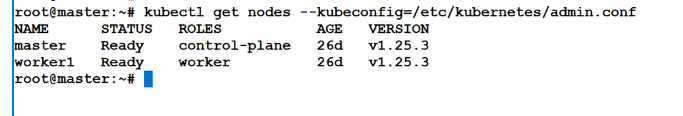 root@master:~# kubectl get nodes --kubeconfig=/etc/kubernetes/admin.conf
NAME      STATUS   ROLES           AGE   VERSION
master    Ready    control-plane   26d   v1.25.3
worker1   Ready    worker          26d   v1.25.3
root@master:~#